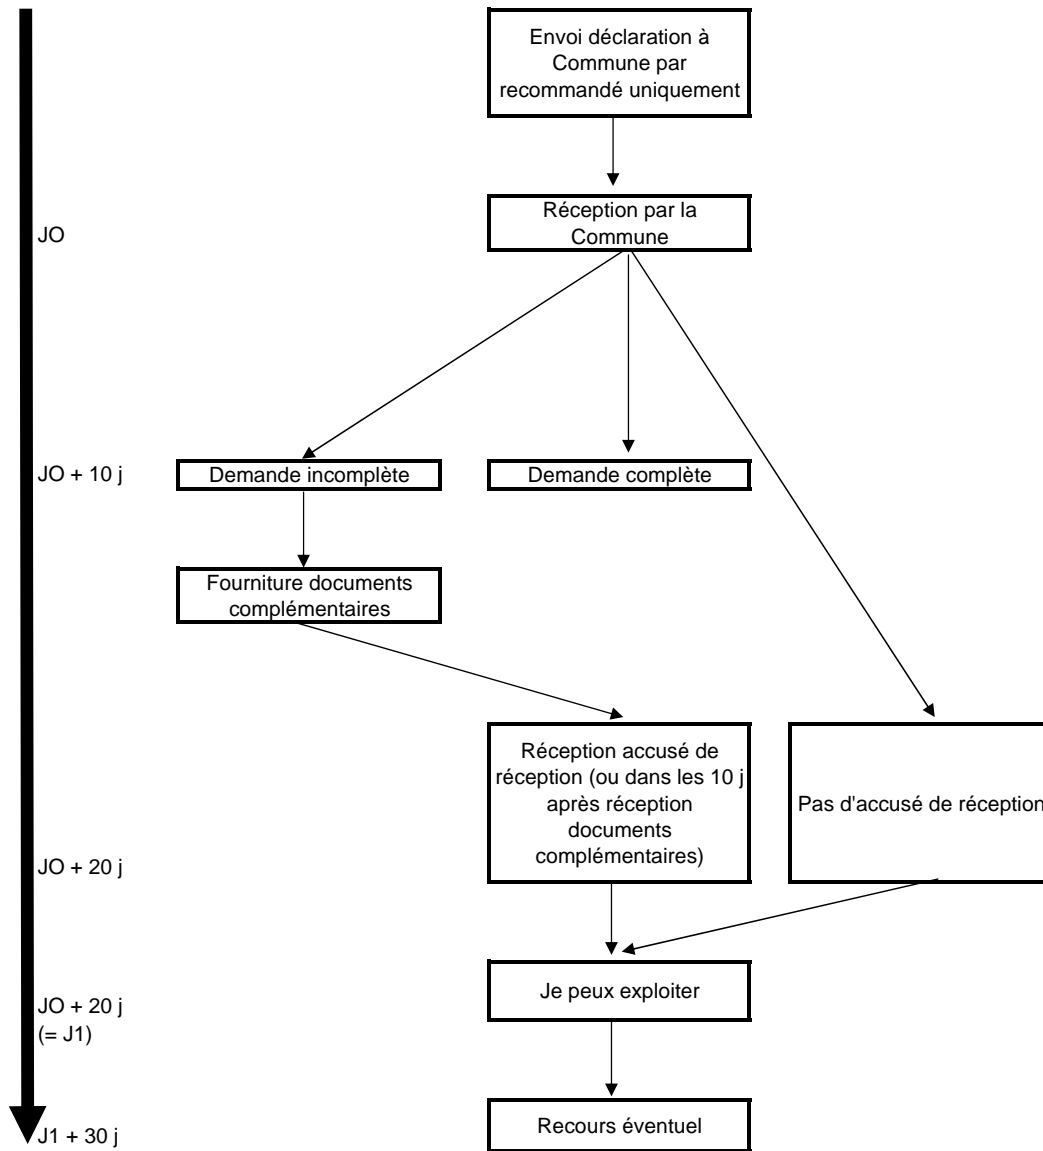 Envoi déclaration à
Commune par
recommandé uniquement
JO
Réception par la
Commune
JO + 10 j
Demande incomplète
Demande complète
Fourniture documents
complémentaires
Réception accusé de
réception (ou dans les 10 j
après réception
documents
complémentaires)
Pas d'accusé de réception
JO + 20 j
Je peux exploiter
JO + 20 j
(= J1)
Recours éventuel
J1 + 30 j